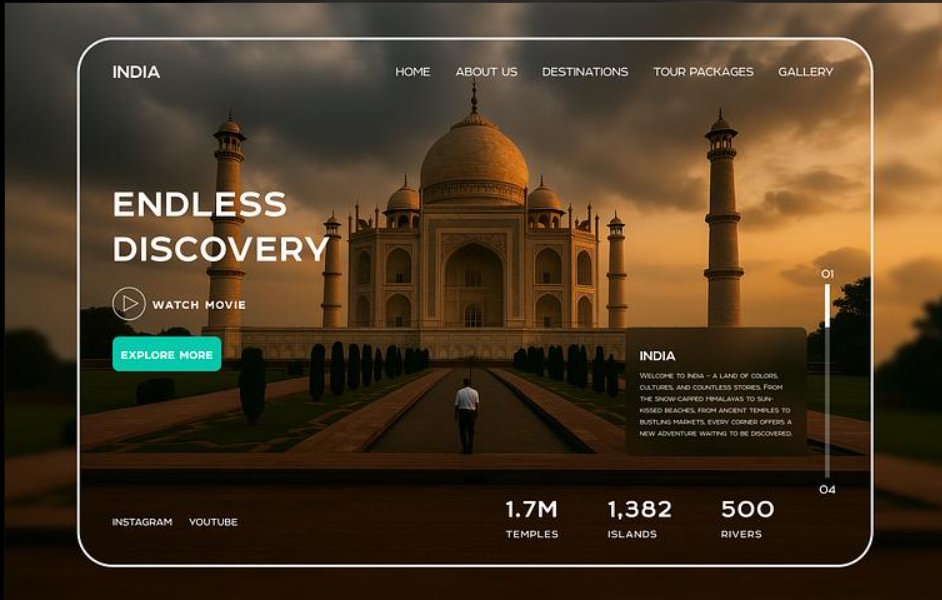 INDIA
HOME ABOUT US DESTINATIONS TOUR PACKAGES GALLERY
ENDLESS
DISCOVERY
WATCH MOVIE
EXPLORE MORE
01
INDIA
WELCOME TO INDIA – A LAND OF COLORS,
CULTURES, AND COUNTLESS STORIES. FROM
THE SNOW-CAPPED HIMALAYAS TO SUN-
KISSED BEACHES, FROM ANCIENT TEMPLES TO
BUSTLING MARKETS, EVERY CORNER OFFERS A
NEW ADVENTURE WAITING TO BE DISCOVERED.
04
1.7M 1,382 500
TEMPLES ISLANDS RIVERS
INSTAGRAM YOUTUBE